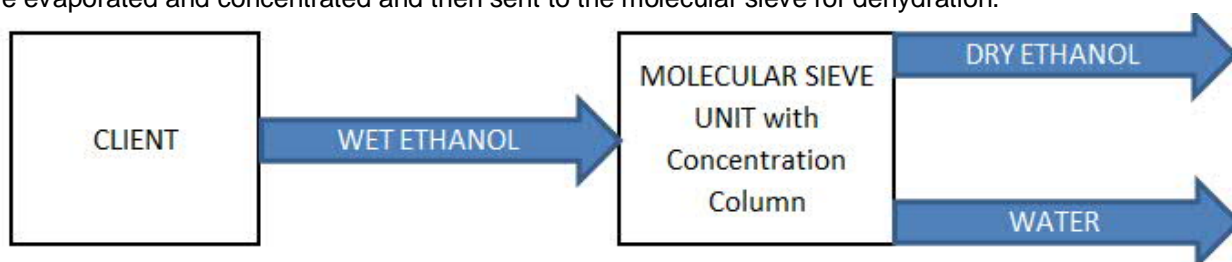 e evaporated and concentrated and then sent to the molecular sieve for dehydration.
CLIENT
WET ETHANOL
MOLECULAR SIEVE
UNIT with
Concentration
Column
DRY ETHANOL
WATER